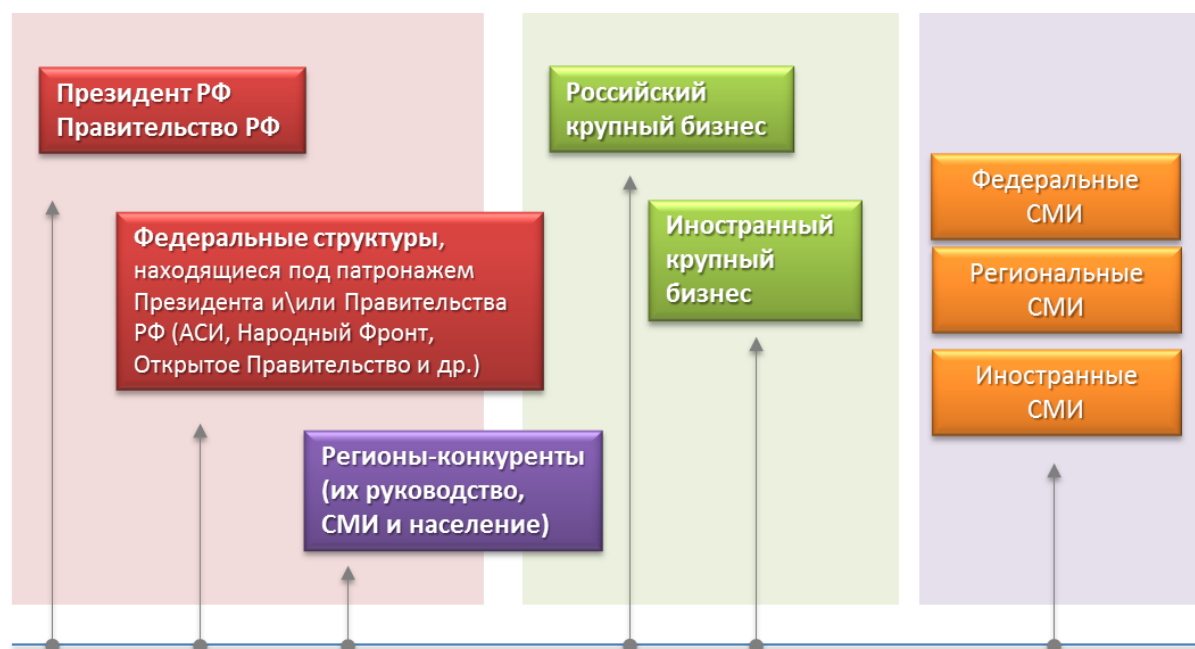 Президент РФ
Правительство РФ
Федеральные структуры,
находящиеся под патронажем
Президента и\или Правительства
РФ (АСИ, Народный Фронт,
Открытое Правительство и др.)
Регионы-конкуренты
(их руководство,
СМИ и население)
Российский
крупный бизнес
Иностранный
крупный
бизнес
Федеральные
СМИ
Региональные
СМИ
Иностранные
СМИ